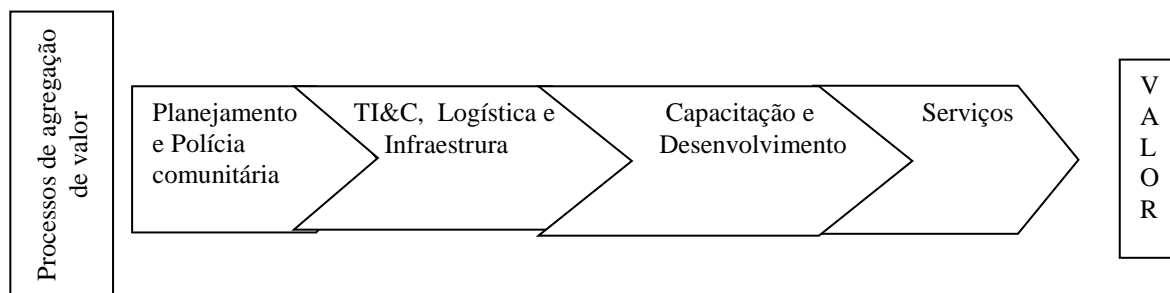 Processos de agregação
de valor
Planejamento
e Polícia
comunitária
TI&C, Logística e
Infraestrura
Capacitação e
Desenvolvimento
Serviços
V
A
L
O
R